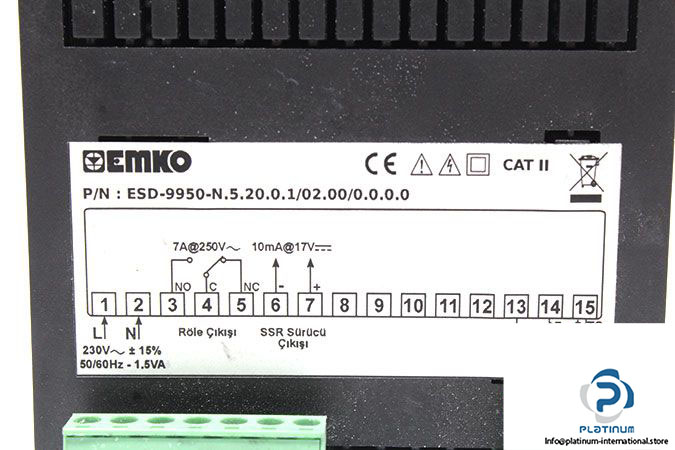 EMKO
CE CAT II
P/N : ESD-9950-N.5.20.0.1/02.00/0.0.0.0
7A@250V~ 10mA@17V⎓
NO C NC - +
1 2 3 4 5 6 7 8 9 10 11 12 13 14 15
L N Röle Çıkışı SSR Sürücü
Çıkışı
230V~ ± 15%
50/60Hz - 1,5VA
PLATINUM
INTERNATIONAL
info@platinum-international.store